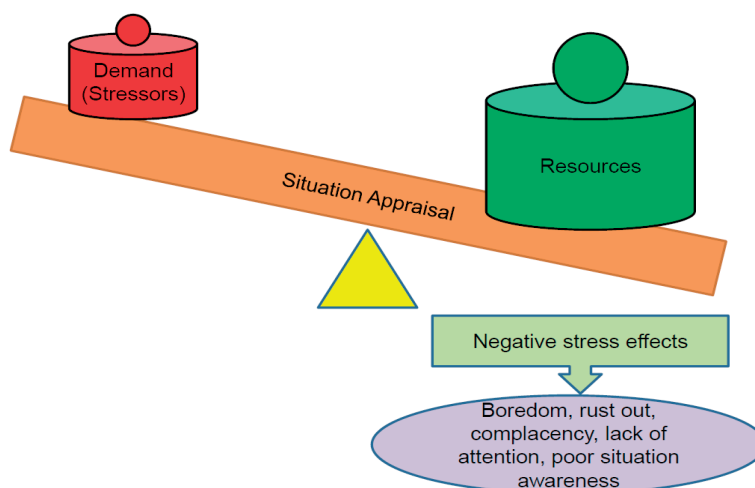 Demand
(Stressors)
Resources
Situation Appraisal
Negative stress effects
Boredom, rust out,
complacency, lack of
attention, poor situation
awareness